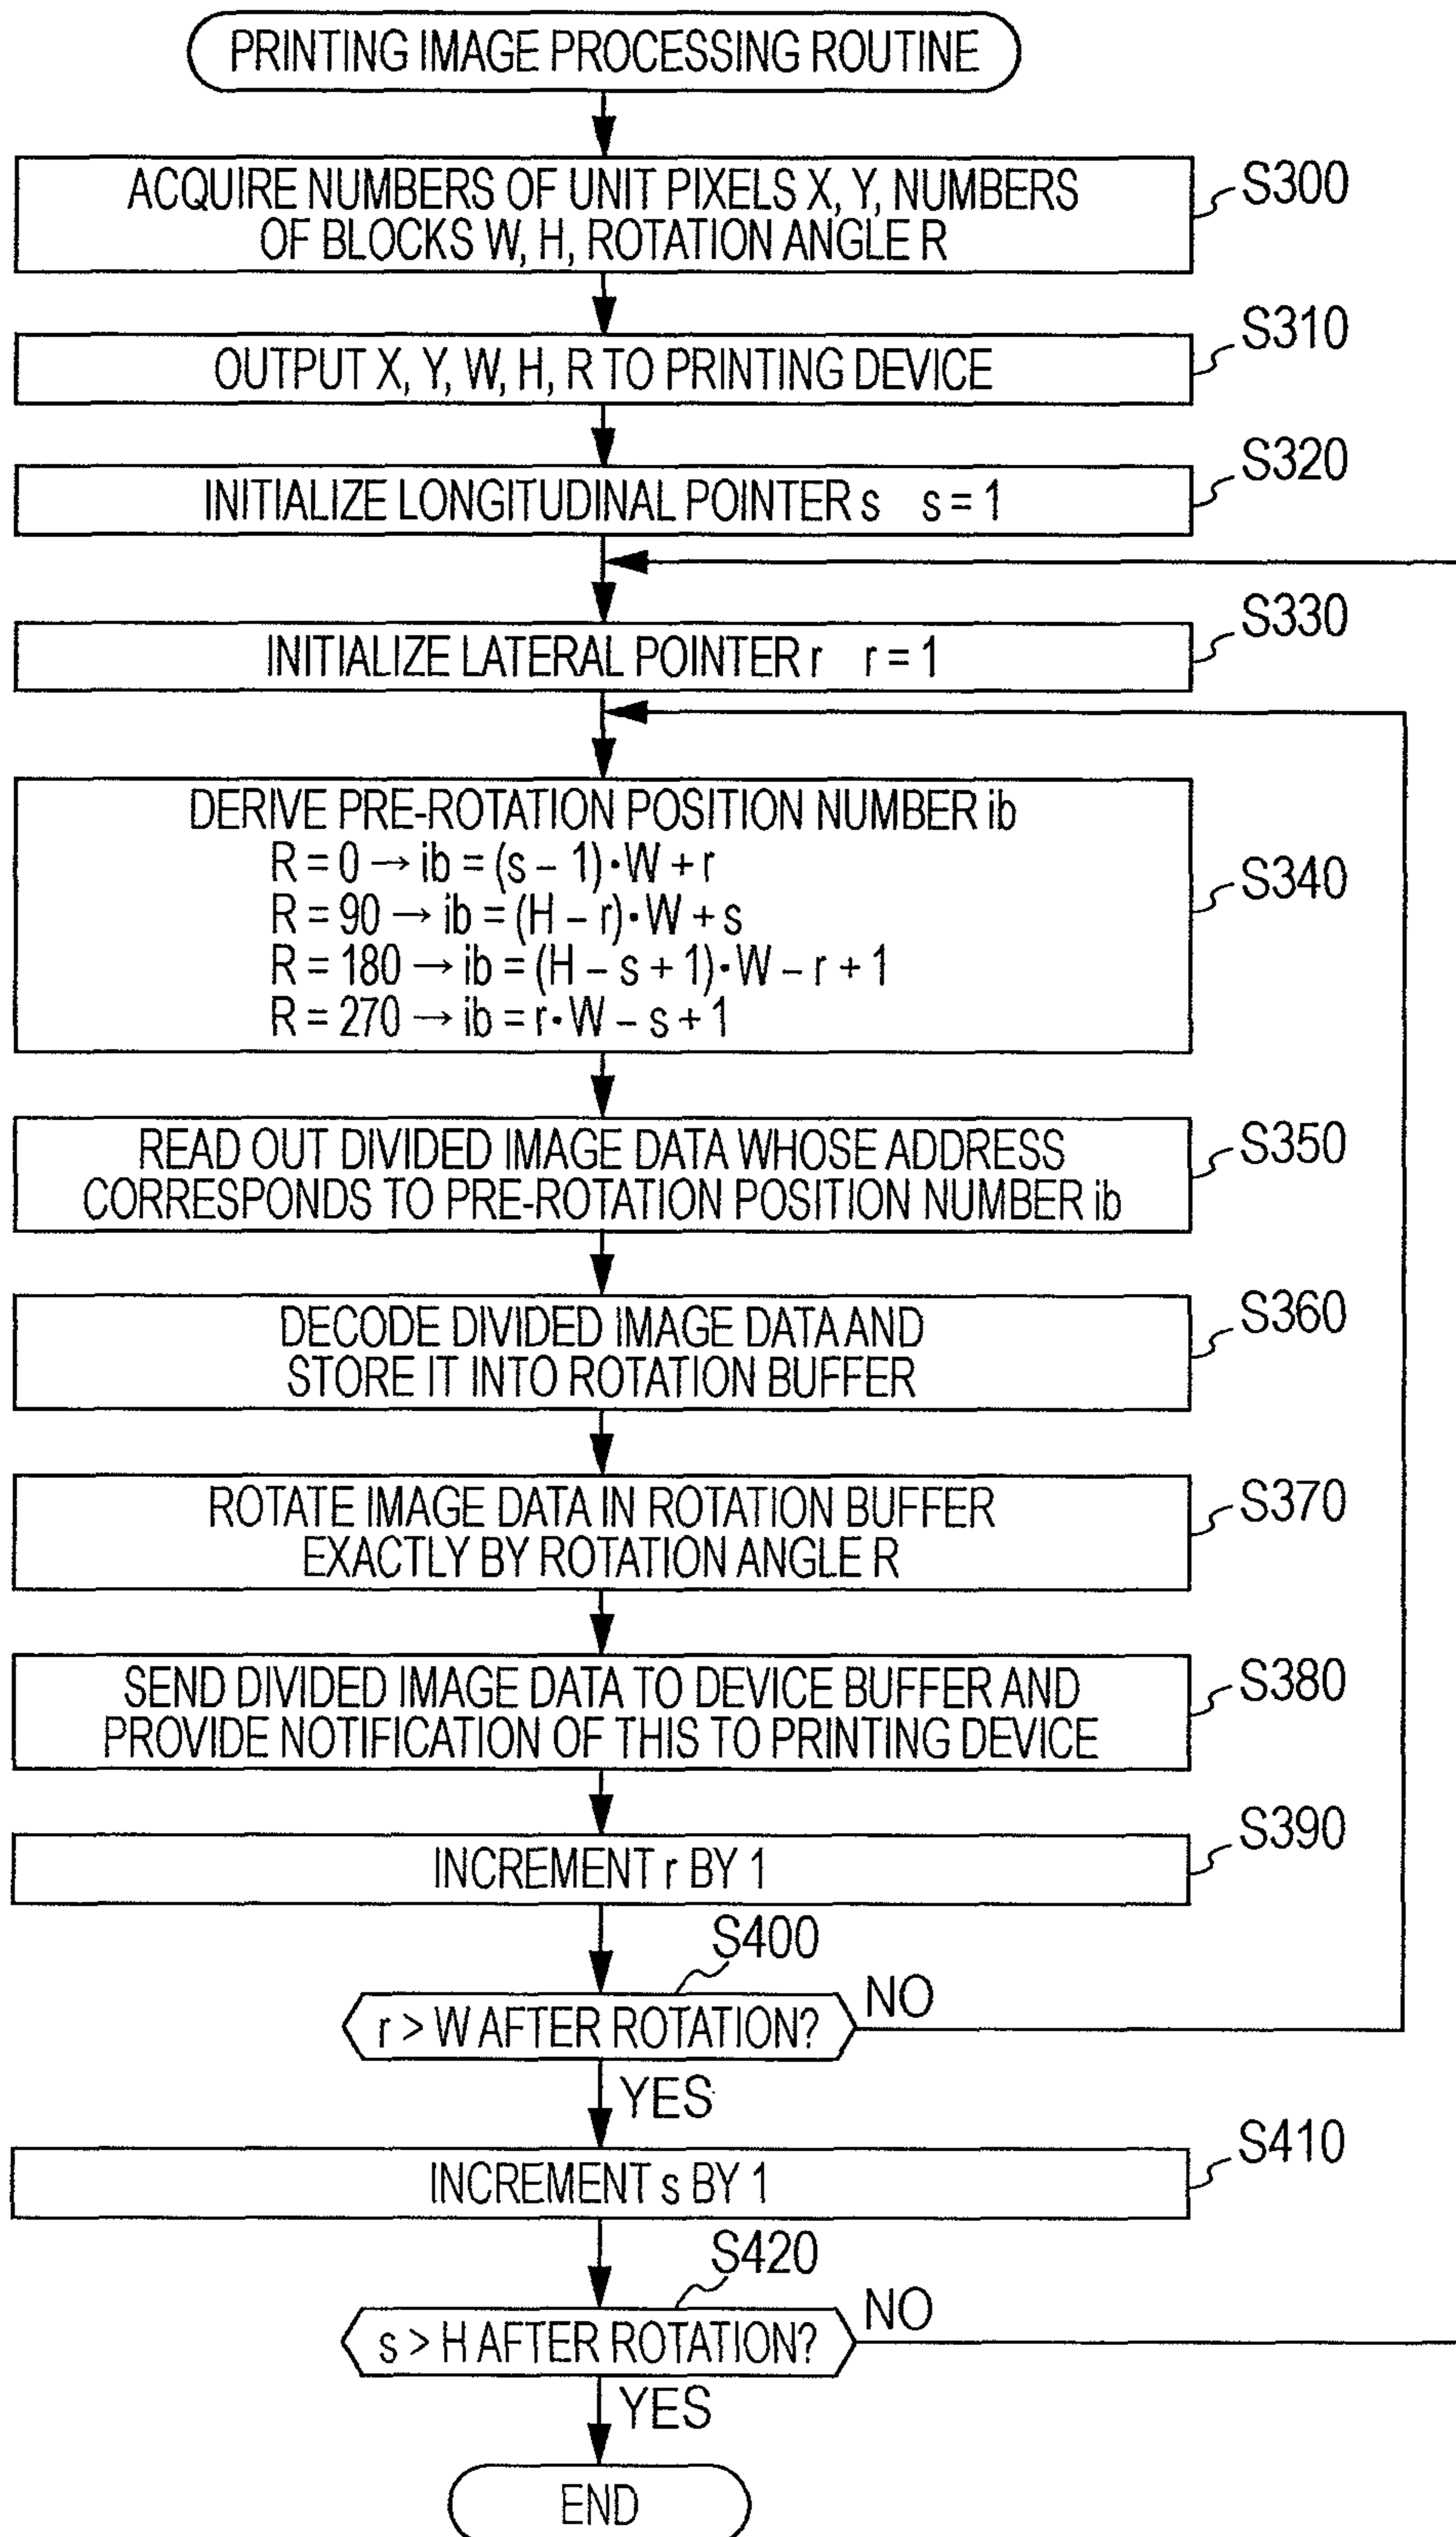 PRINTING IMAGE PROCESSING ROUTINE
ACQUIRE NUMBERS OF UNIT PIXELS X, Y, NUMBERS
OF BLOCKS W, H, ROTATION ANGLE R
S300
OUTPUT X, Y, W, H, R TO PRINTING DEVICE
S310
INITIALIZE LONGITUDINAL POINTER s s = 1
S320
INITIALIZE LATERAL POINTER r r = 1
S330
DERIVE PRE-ROTATION POSITION NUMBER ib
R = 0 → ib = (s – 1)·W + r
R = 90 → ib = (H – r)·W + s
R = 180 → ib = (H – s + 1)·W – r + 1
R = 270 → ib = r·W – s + 1
S340
READ OUT DIVIDED IMAGE DATA WHOSE ADDRESS
CORRESPONDS TO PRE-ROTATION POSITION NUMBER ib
S350
DECODE DIVIDED IMAGE DATA AND
STORE IT INTO ROTATION BUFFER
S360
ROTATE IMAGE DATA IN ROTATION BUFFER
EXACTLY BY ROTATION ANGLE R
S370
SEND DIVIDED IMAGE DATA TO DEVICE BUFFER AND
PROVIDE NOTIFICATION OF THIS TO PRINTING DEVICE
S380
INCREMENT r BY 1
S390
S400
r > W AFTER ROTATION?
NO
YES
INCREMENT s BY 1
S410
S420
s > H AFTER ROTATION?
NO
YES
END